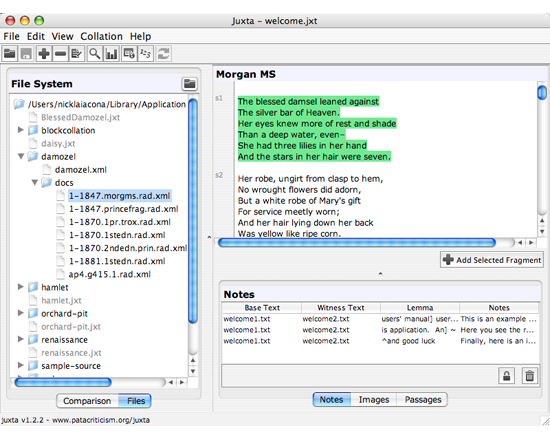 Juxta - welcome.jxt
File Edit View Collation Help
File System
/Users/nicklaiacona/Library/Application
BlessedDamozel.jxt
blockcollation
daisy.jxt
damozel
damozel.xml
docs
1-1847.morgms.rad.xml
1-1847.princefrag.rad.xml
1-1870.1pr.trox.rad.xml
1-1870.1stedn.rad.xml
1-1870.2ndedn.prin.rad.xml
1-1881.1stedn.rad.xml
ap4.g415.1.rad.xml
hamlet
hamlet.jxt
orchard-pit
orchard-pit.jxt
renaissance
renaissance.jxt
sample-source
Comparison Files
Morgan MS
s1
The blessed damsel leaned against
The silver bar of Heaven.
Her eyes knew more of rest and shade
Than a deep water, even-
She had three lilies in her hand
And the stars in her hair were seven.
s2
Her robe, ungirt from clasp to hem,
No wrought flowers did adorn,
But a white robe of Mary's gift
For service meetly worn;
And her hair lying down her back
Was yellow like ripe corn.
Add Selected Fragment
Notes
Base Text Witness Text Lemma Notes
welcome1.txt welcome2.txt users' manual] user... This is an example ...
welcome1.txt welcome2.txt is application. An] ~ Here you see the r...
welcome1.txt welcome2.txt ^and good luck Finally, here is an i...
Notes Images Passages
juxta v1.2.2 - www.patacriticism.org/juxta